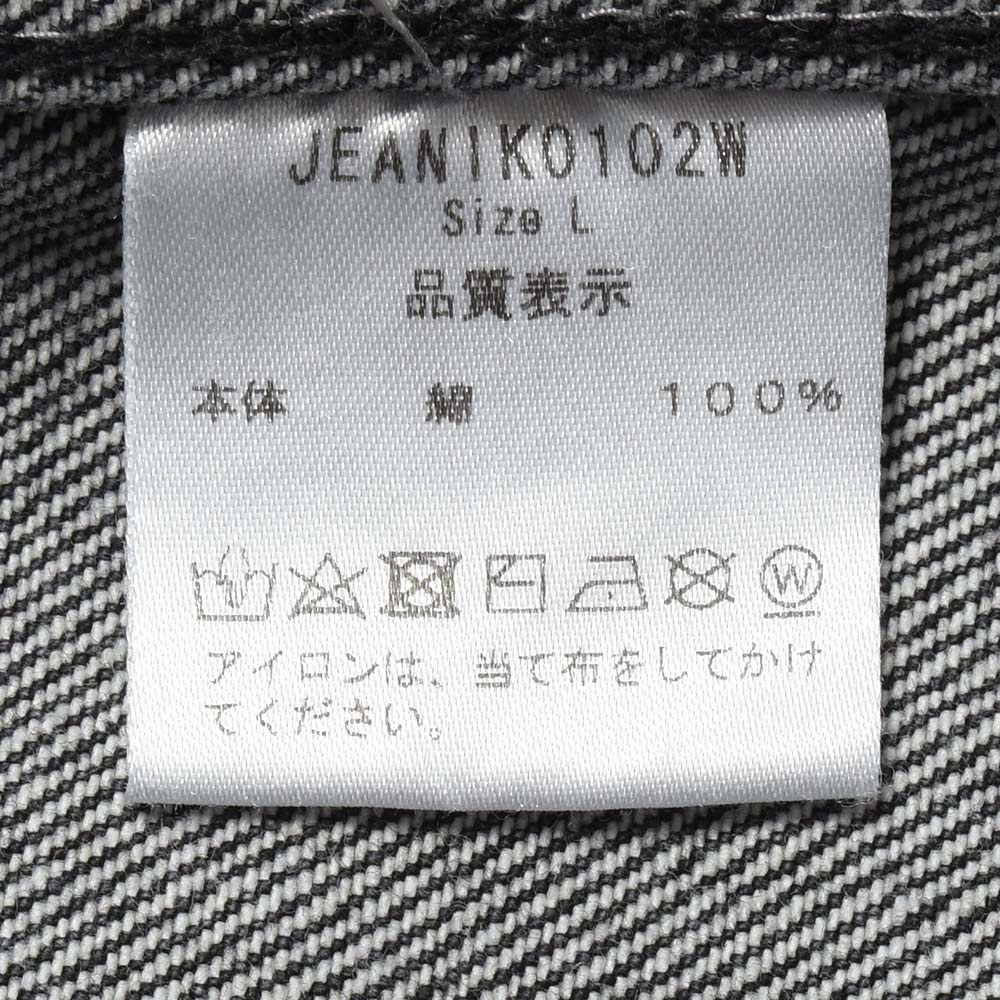 JEANIKO102W
Size L
品質表示
本体 綿 １００％
W
アイロンは、当て布をしてかけ
てください。